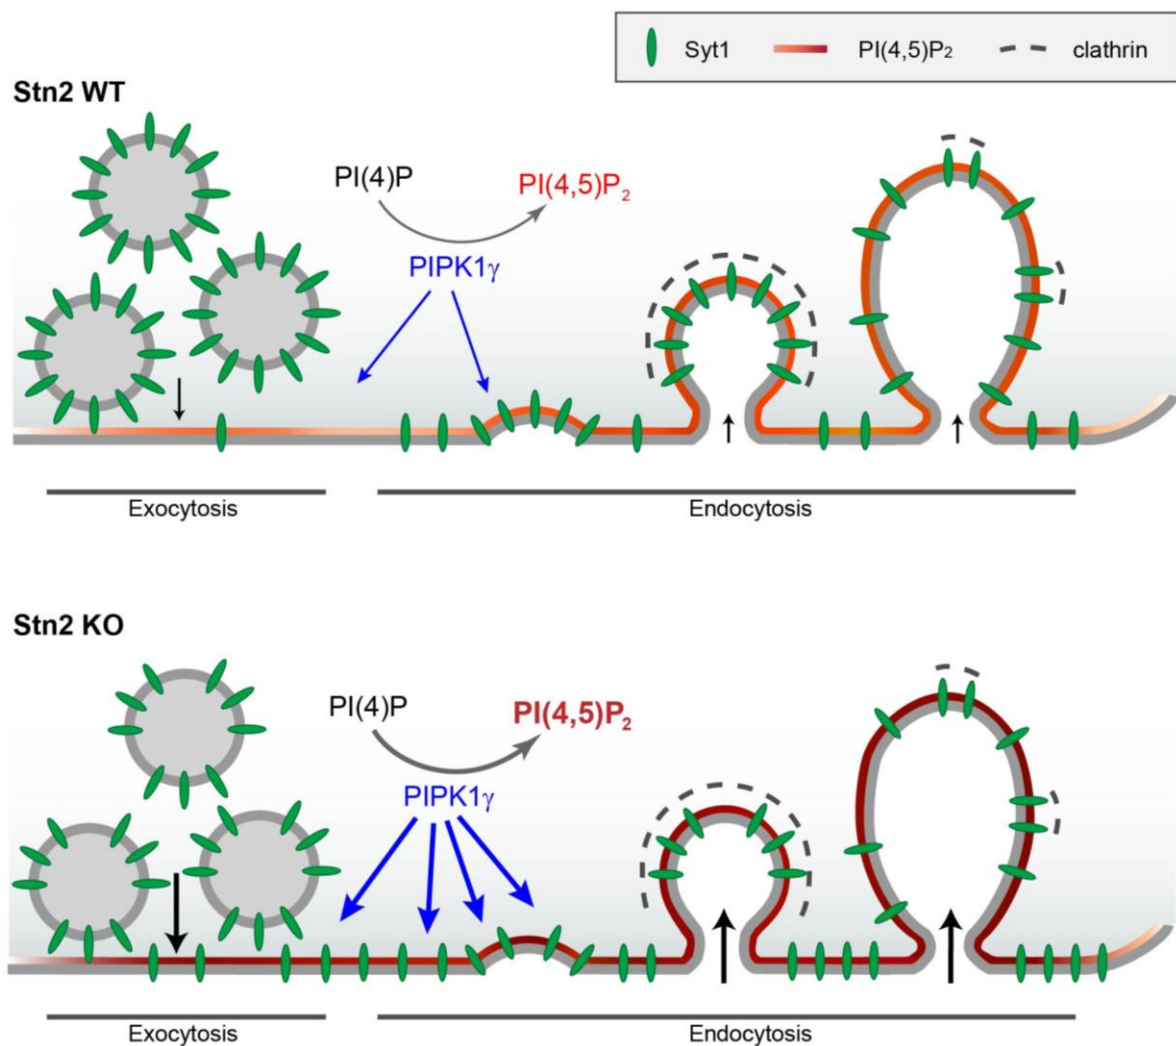 Syt1 PI(4,5)P₂ clathrin
Stn2 WT
PI(4)P PI(4,5)P₂
PIPK1γ
Exocytosis Endocytosis
Stn2 KO
PI(4)P PI(4,5)P₂
PIPK1γ
Exocytosis Endocytosis